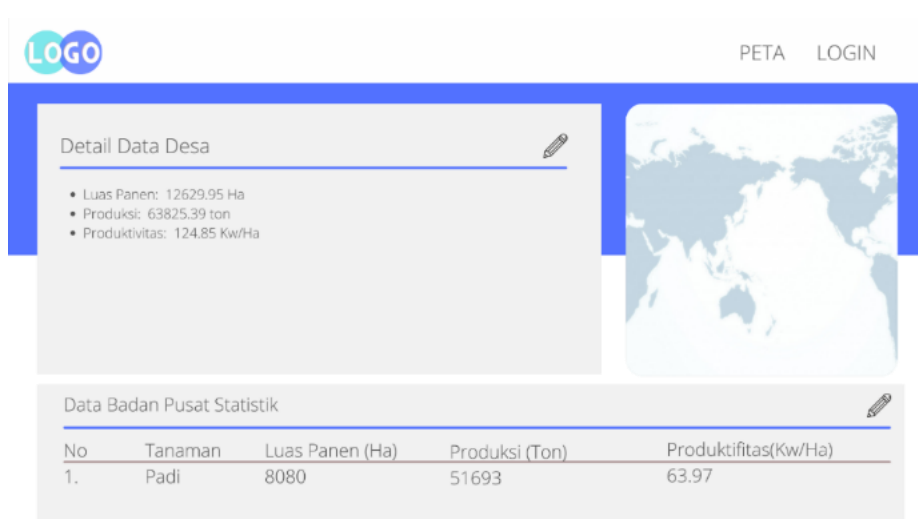 LOGO
PETA LOGIN
Detail Data Desa
• Luas Panen: 12629.95 Ha
• Produksi: 63825.39 ton
• Produktivitas: 124.85 Kw/Ha
Data Badan Pusat Statistik
No Tanaman Luas Panen (Ha) Produksi (Ton) Produktifitas(Kw/Ha)
1. Padi 8080 51693 63.97